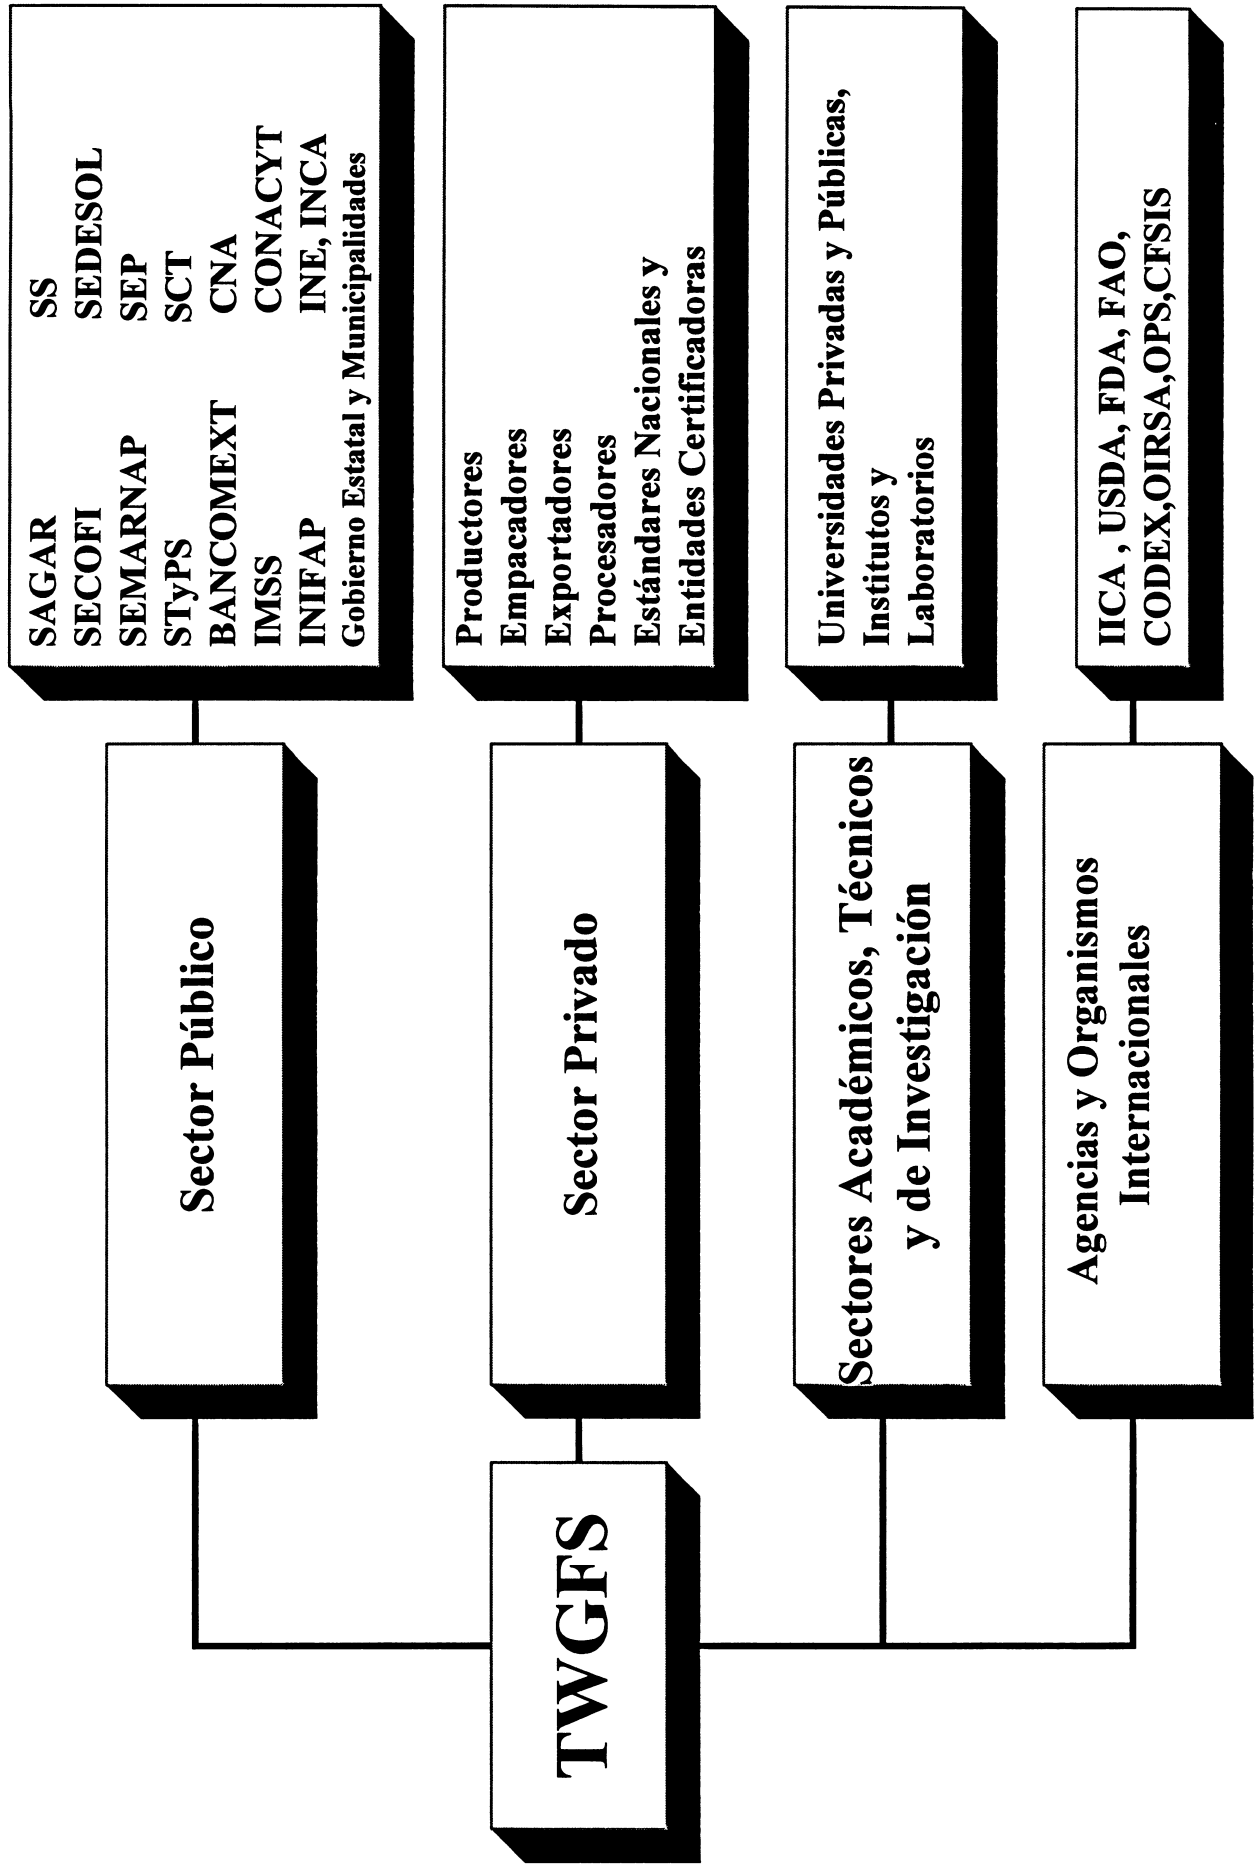 TWGFS
Sector Público
SAGAR SS
SECOFI SEDESOL
SEMARNAP SEP
STyPS SCT
BANCOMEXT CNA
IMSS CONACYT
INIFAP INE, INCA
Gobierno Estatal y Municipalidades
Sector Privado
Productores
Empacadores
Exportadores
Procesadores
Estándares Nacionales y
Entidades Certificadoras
Sectores Académicos, Técnicos
y de Investigación
Universidades Privadas y Públicas,
Institutos y
Laboratorios
Agencias y Organismos
Internacionales
IICA , USDA, FDA, FAO,
CODEX,OIRSA,OPS,CFSIS